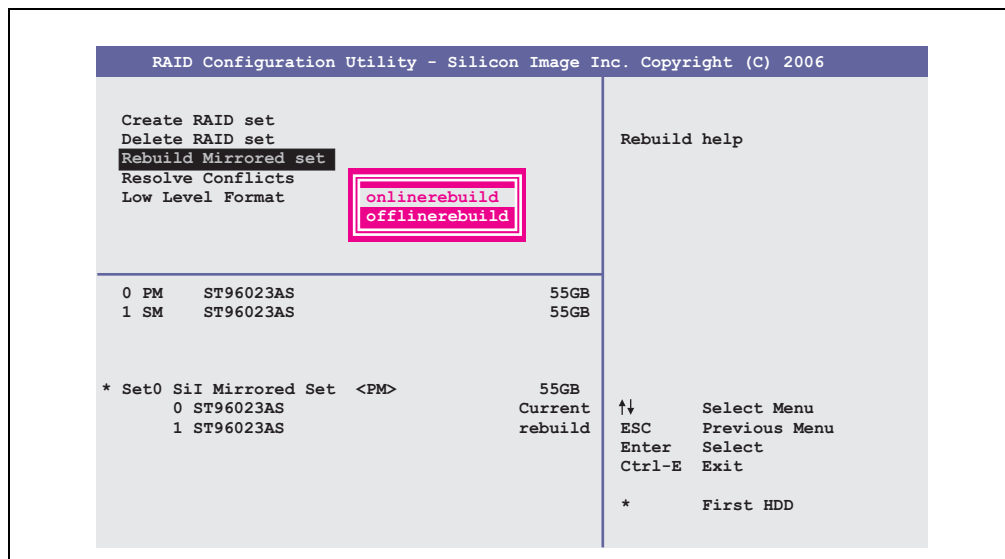 RAID Configuration Utility - Silicon Image Inc. Copyright (C) 2006
Create RAID set
Delete RAID set
Rebuild Mirrored set
Resolve Conflicts
Low Level Format
onlinerebuild
offlinerebuild
Rebuild help
0 PM ST96023AS 55GB
1 SM ST96023AS 55GB
* Set0 SiI Mirrored Set <PM> 55GB
0 ST96023AS Current
1 ST96023AS rebuild
↑↓ Select Menu
ESC Previous Menu
Enter Select
Ctrl-E Exit
* First HDD